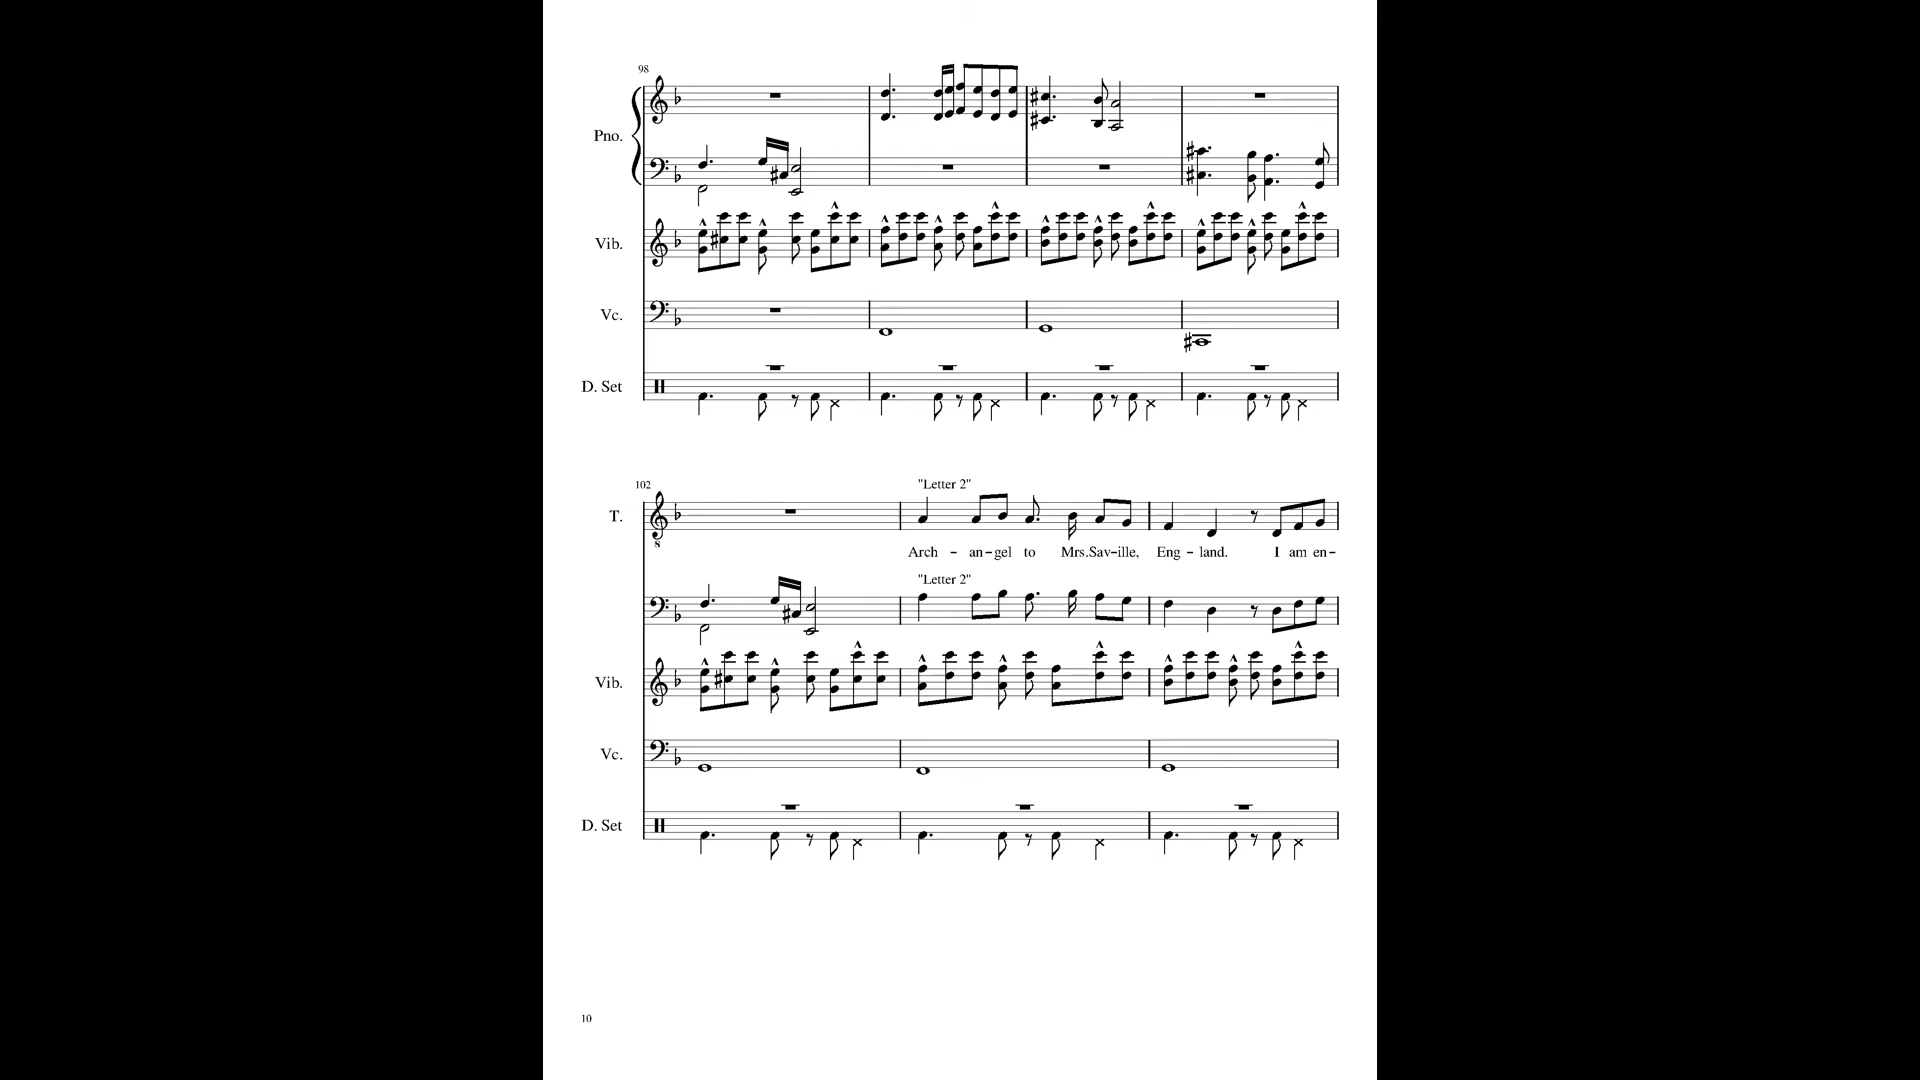 98
Pno.
Vib.
Vc.
D. Set
102
"Letter 2"
T.
Arch - an-gel to Mrs.Sav-ille, Eng - land. I am en-
"Letter 2"
Vib.
Vc.
D. Set
10